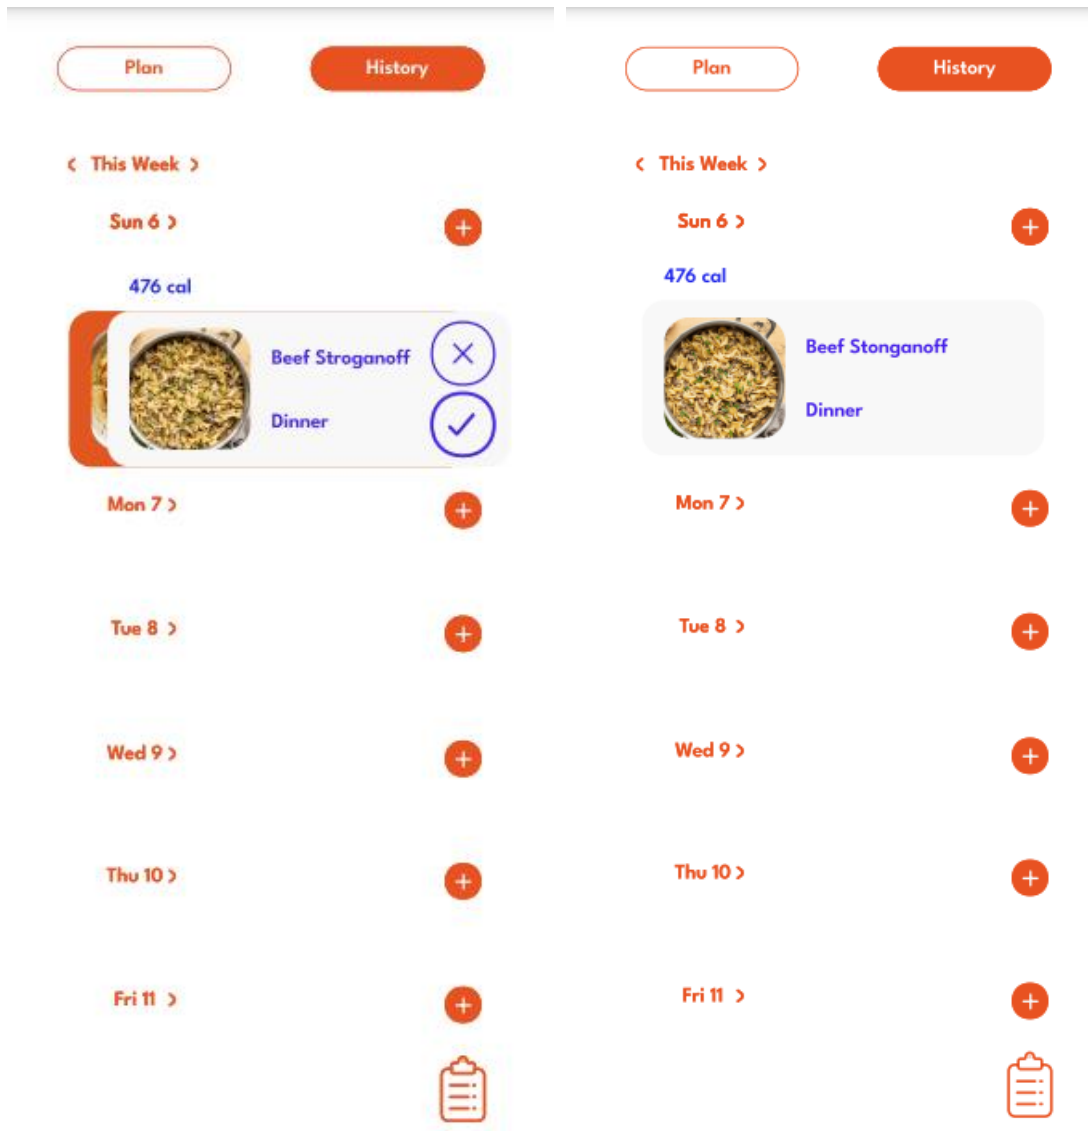 Plan History
< This Week >
Sun 6 >
476 cal
Beef Stroganoff
Dinner
Mon 7 >
Tue 8 >
Wed 9 >
Thu 10 >
Fri 11 >
Plan History
< This Week >
Sun 6 >
476 cal
Beef Stonganoff
Dinner
Mon 7 >
Tue 8 >
Wed 9 >
Thu 10 >
Fri 11 >